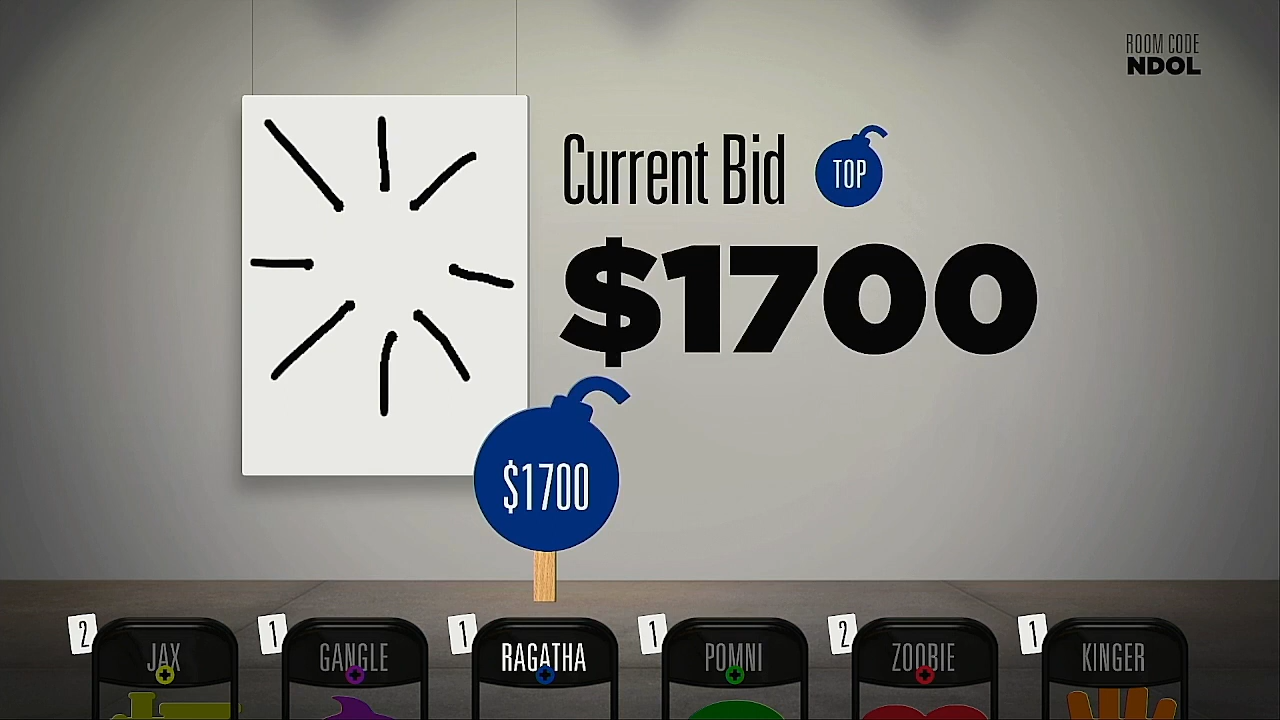 ROOM CODE
NDOL
Current Bid
TOP
$1700
$1700
2 JAX
1 GANGLE
1 RAGATHA
1 POMNI
2 ZOOBIE
1 KINGER